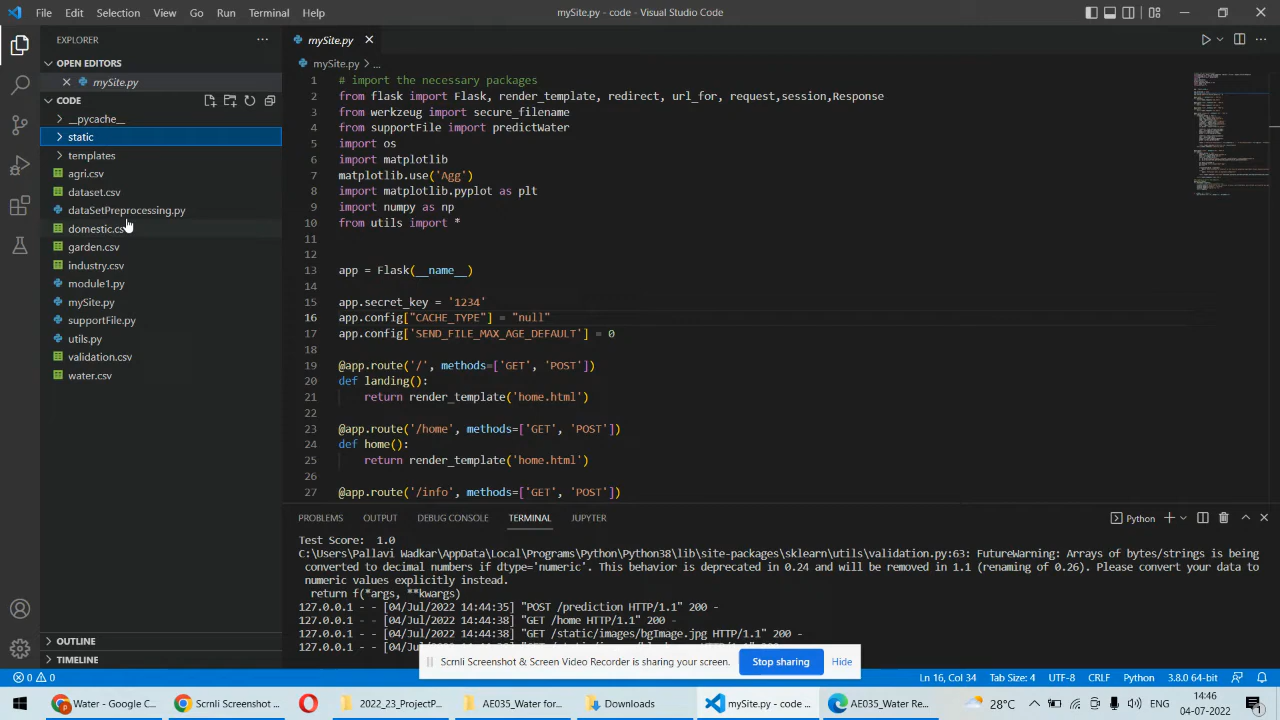 File Edit Selection View Go Run Terminal Help
mySite.py - code - Visual Studio Code
EXPLORER
OPEN EDITORS
mySite.py
CODE
__pycache__
static
templates
agri.csv
dataset.csv
dataSetPreprocessing.py
domestic.csv
garden.csv
industry.csv
module1.py
mySite.py
supportFile.py
utils.py
validation.csv
water.csv
OUTLINE
TIMELINE
mySite.py
mySite.py > ...
1 # import the necessary packages
2 from flask import Flask, render_template, redirect, url_for, request,session,Response
3 from werkzeug import secure_filename
4 from supportFile import predictWater
5 import os
6 import matplotlib
7 matplotlib.use('Agg')
8 import matplotlib.pyplot as plt
9 import numpy as np
10 from utils import *
11
12
13 app = Flask(__name__)
14
15 app.secret_key = '1234'
16 app.config["CACHE_TYPE"] = "null"
17 app.config['SEND_FILE_MAX_AGE_DEFAULT'] = 0
18
19 @app.route('/', methods=['GET', 'POST'])
20 def landing():
21 return render_template('home.html')
22
23 @app.route('/home', methods=['GET', 'POST'])
24 def home():
25 return render_template('home.html')
26
27 @app.route('/info', methods=['GET', 'POST'])
PROBLEMS OUTPUT DEBUG CONSOLE TERMINAL JUPYTER
Python
Test Score: 1.0
C:\Users\Pallavi Wadkar\AppData\Local\Programs\Python\Python38\lib\site-packages\sklearn\utils\validation.py:63: FutureWarning: Arrays of bytes/strings is being
converted to decimal numbers if dtype='numeric'. This behavior is deprecated in 0.24 and will be removed in 1.1 (renaming of 0.26). Please convert your data to
numeric values explicitly instead.
return f(*args, **kwargs)
127.0.0.1 - - [04/Jul/2022 14:44:35] "POST /prediction HTTP/1.1" 200 -
127.0.0.1 - - [04/Jul/2022 14:44:38] "GET /home HTTP/1.1" 200 -
127.0.0.1 - - [04/Jul/2022 14:44:38] "GET /static/images/bgImage.jpg HTTP/1.1" 200 -
127.0.0.1 - - [04/Jul/2022 14:44:38]
Scrnli Screenshot & Screen Video Recorder is sharing your screen. Stop sharing Hide
0 0
Ln 16, Col 34 Tab Size: 4 UTF-8 CRLF Python 3.8.0 64-bit
Water - Google C... Scrnli Screenshot ... 2022_23_ProjectP... AE035_Water for... Downloads mySite.py - code ... AE035_Water Re...
28°C
14:46
04-07-2022
1